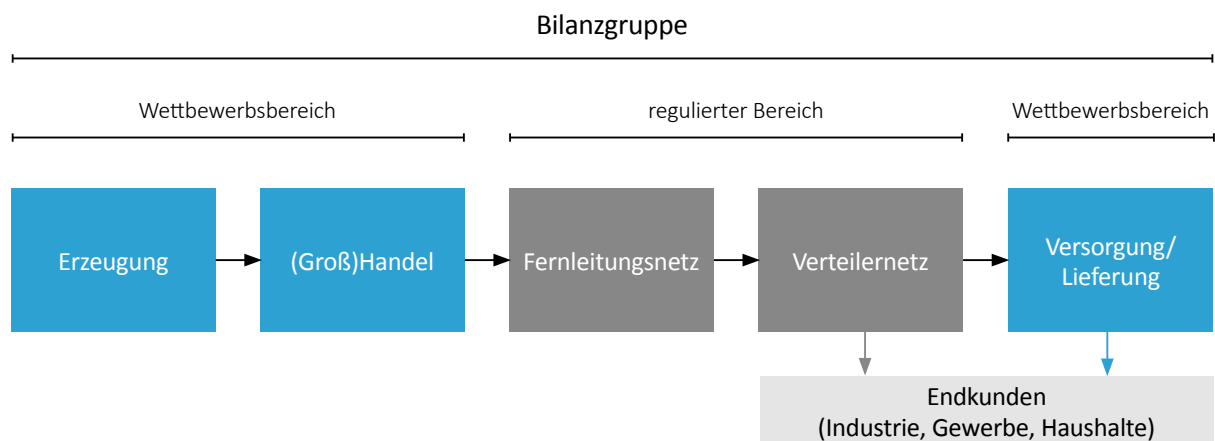 Bilanzgruppe
Wettbewerbsbereich
regulierter Bereich
Wettbewerbsbereich
Erzeugung
(Groß)Handel
Fernleitungsnetz
Verteilernetz
Versorgung/
Lieferung
Endkunden
(Industrie, Gewerbe, Haushalte)